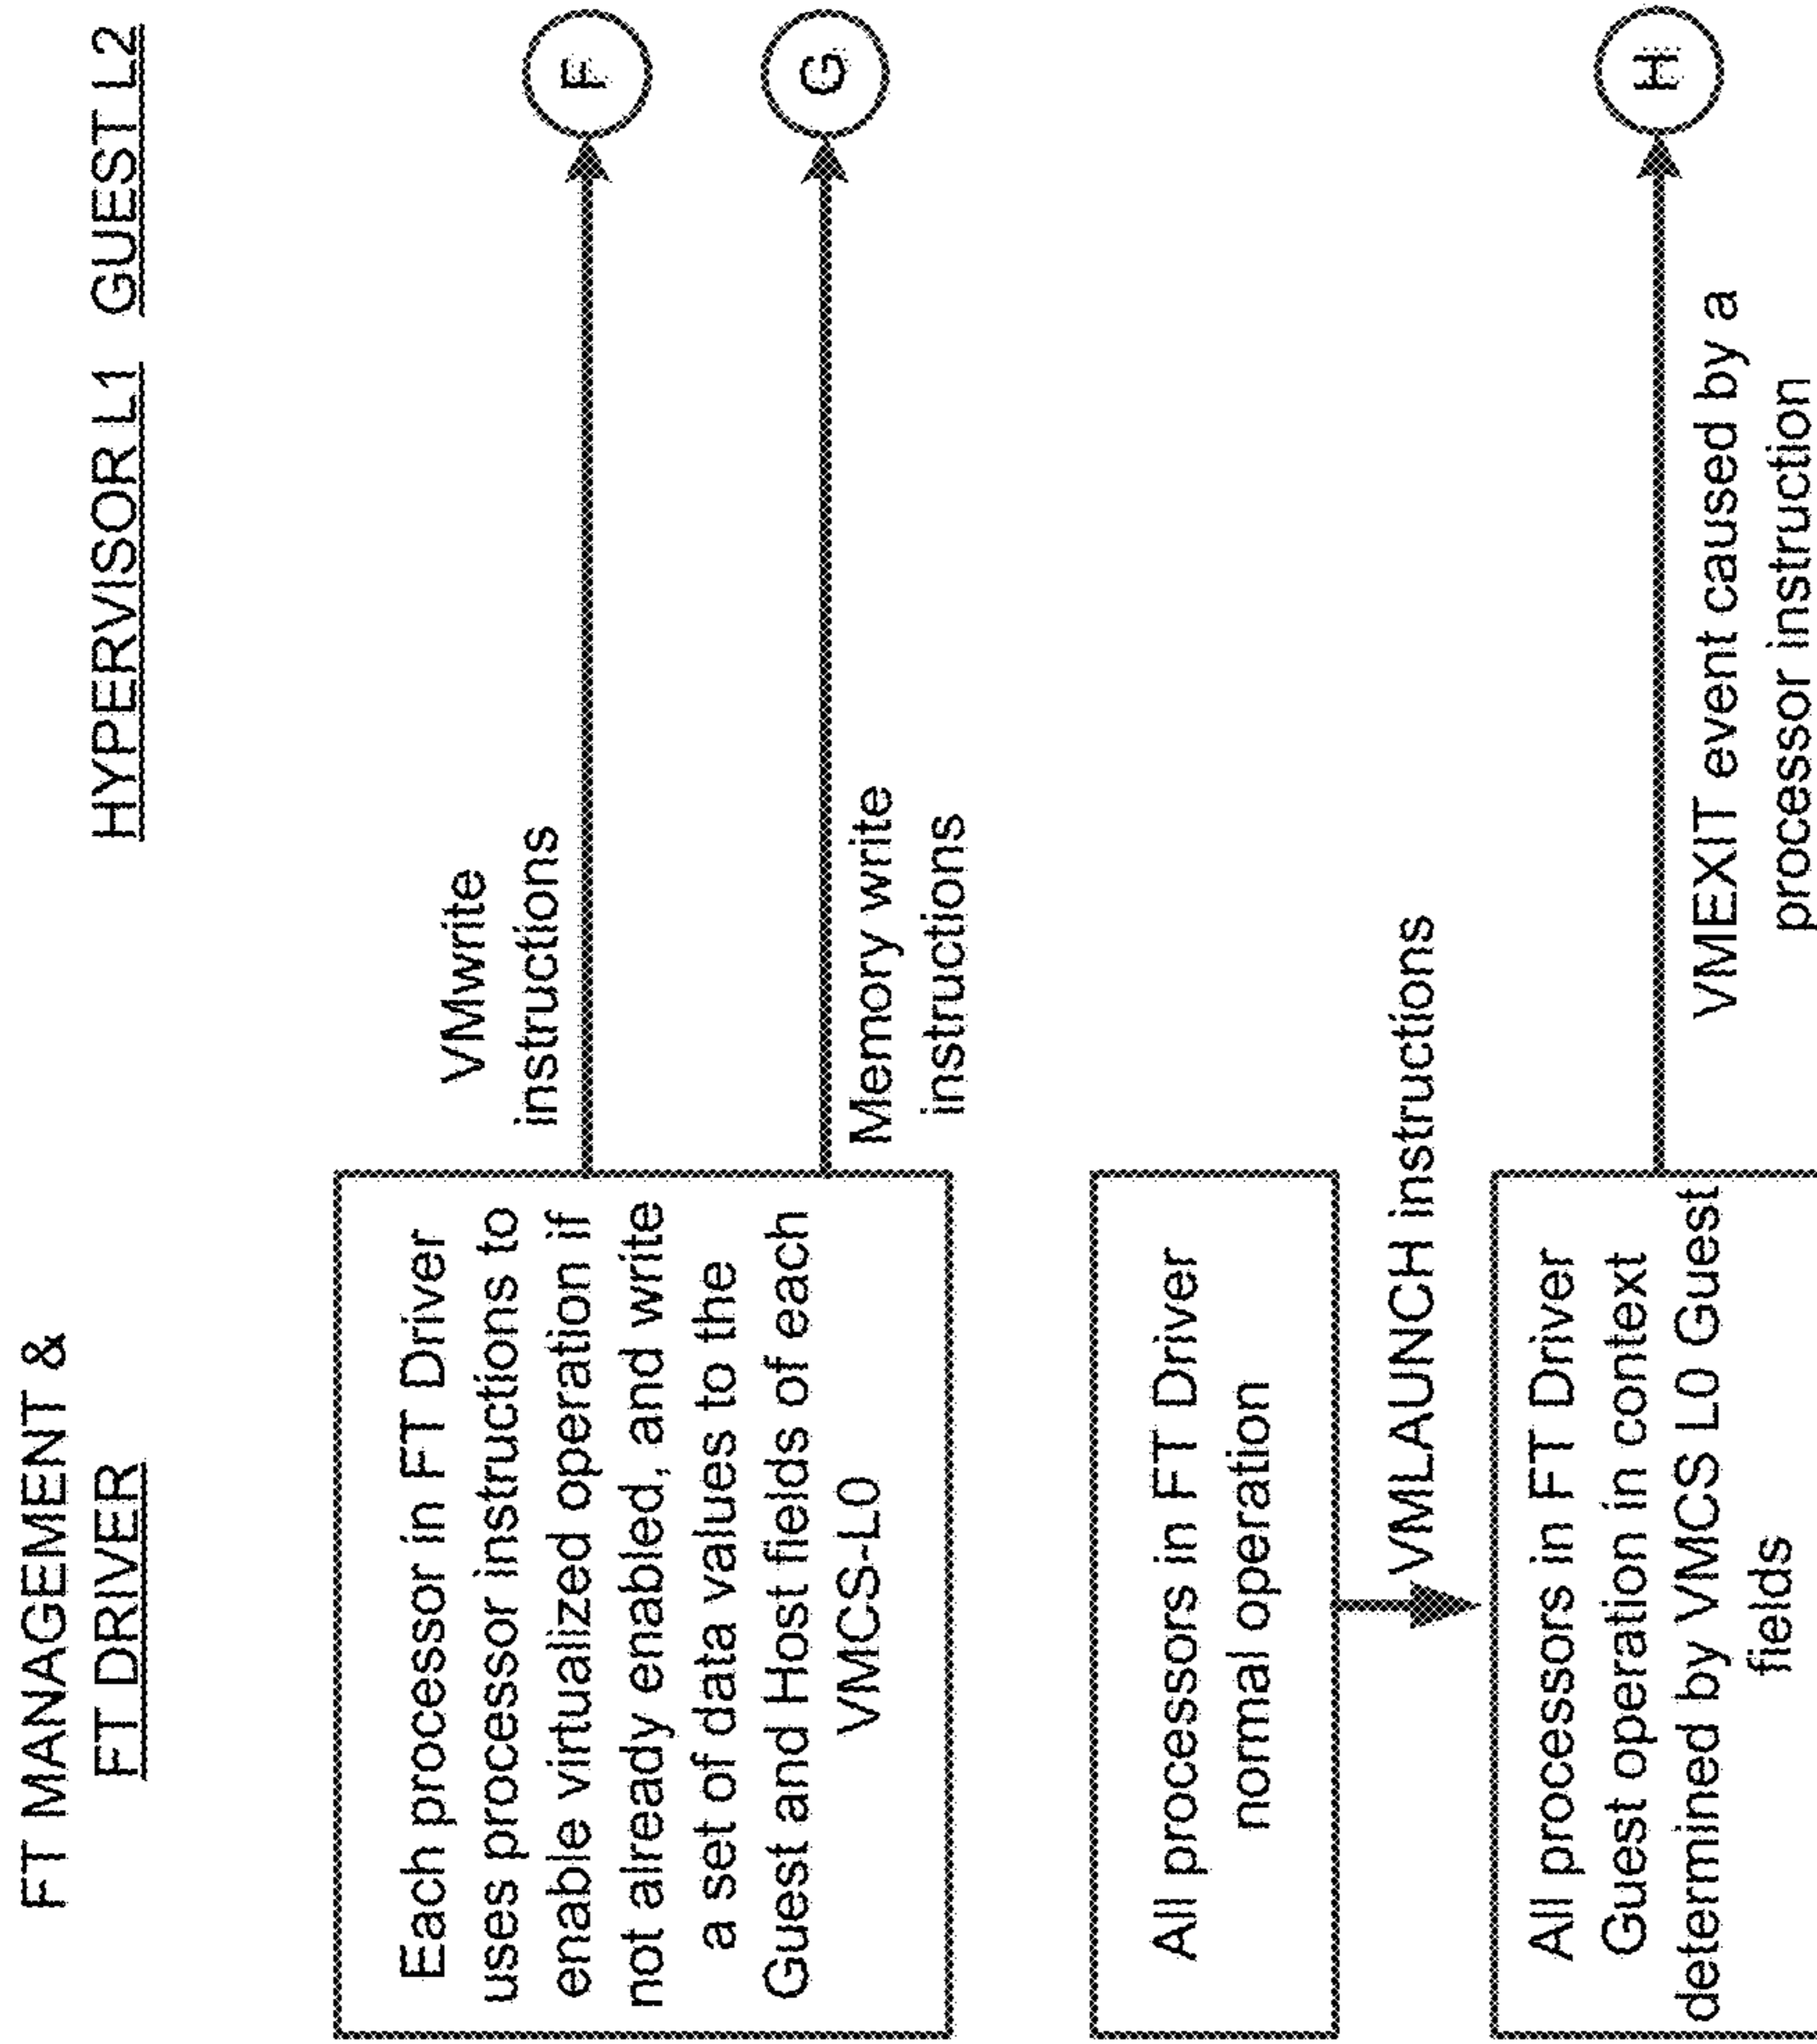 FT MANAGEMENT &
FT DRIVER
HYPERVISOR L1
GUEST L2
Each processor in FT Driver
uses processor instructions to
enable virtualized operation if
not already enabled, and write
a set of data values to the
Guest and Host fields of each
VMCS-L0
VMwrite
instructions
F
Memory write
instructions
G
All processors in FT Driver
normal operation
VMLAUNCH instructions
All processors in FT Driver
Guest operation in context
determined by VMCS L0 Guest
fields
VMEXIT event caused by a
processor instruction
H